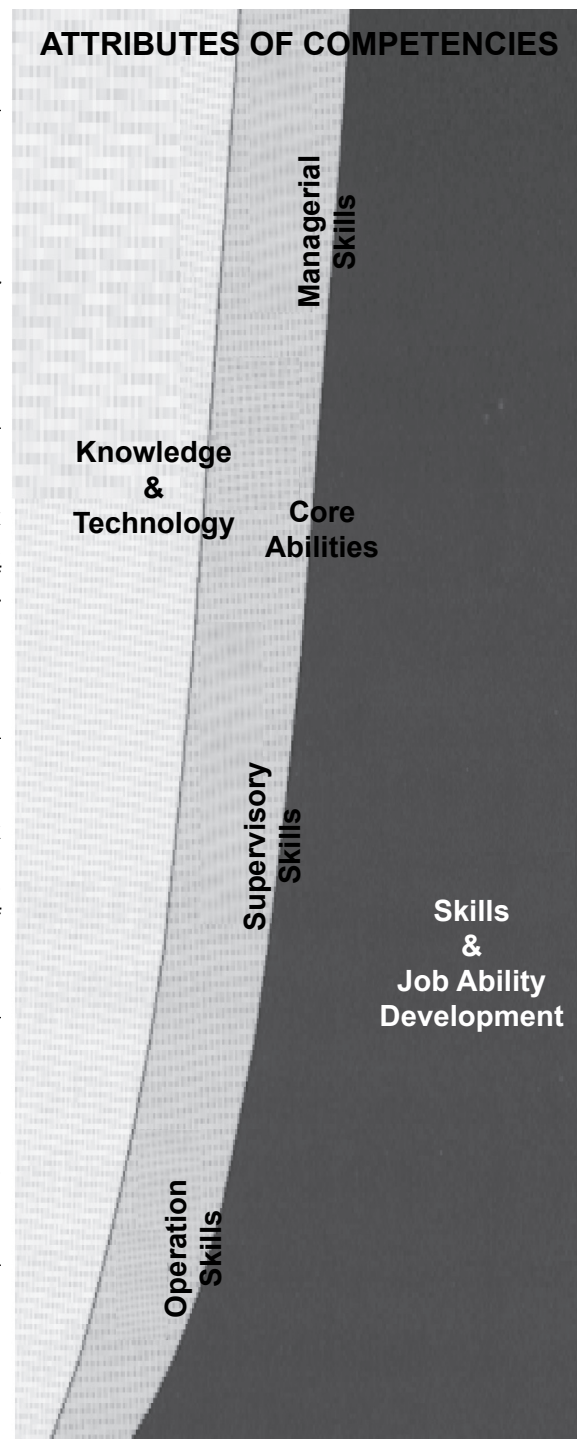 ATTRIBUTES OF COMPETENCIES
Managerial
Skills
Knowledge
&
Technology
Core
Abilities
Supervisory
Skills
Skills
&
Job Ability
Development
Operation
Skills